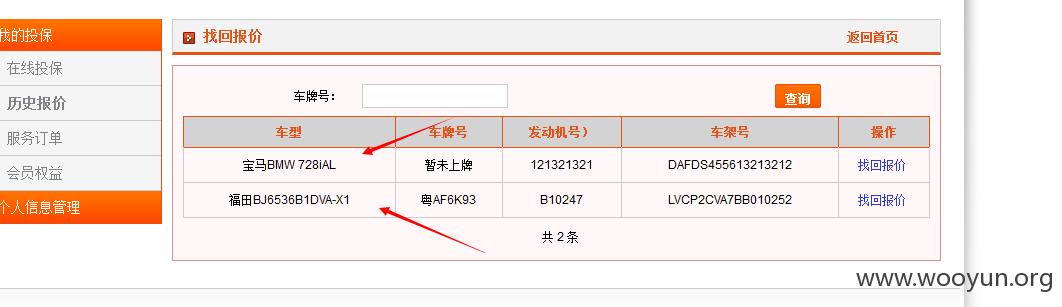 我的投保
在线投保
历史报价
服务订单
会员权益
个人信息管理
找回报价 返回首页
车牌号： 查询
车型 车牌号 发动机号） 车架号 操作
宝马BMW 728iAL 暂未上牌 121321321 DAFDS455613213212 找回报价
福田BJ6536B1DVA-X1 粤AF6K93 B10247 LVCP2CVA7BB010252 找回报价
共 2 条
www.wooyun.org